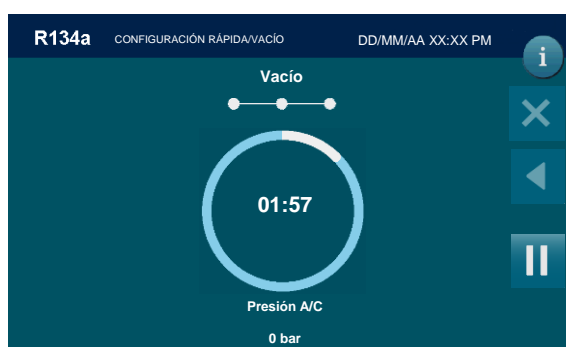 R134a CONFIGURACIÓN RÁPIDA/VACÍO DD/MM/AA XX:XX PM
i
Vacío
01:57
Presión A/C
0 bar